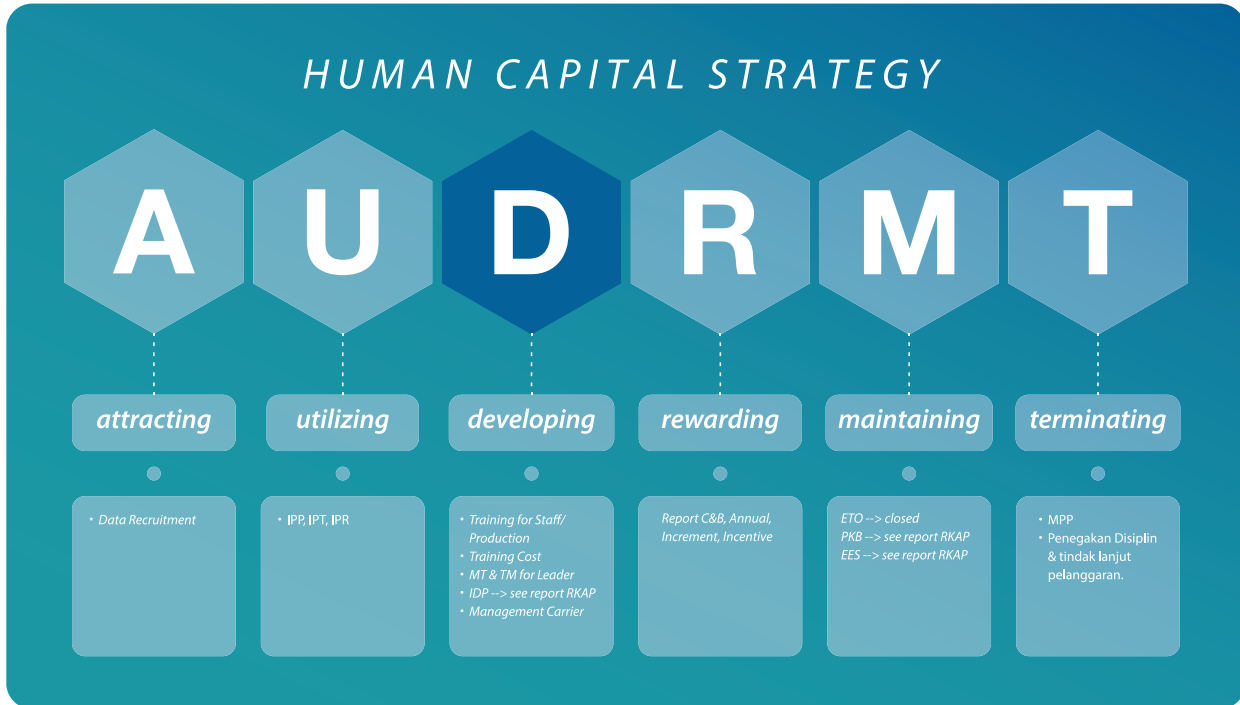 HUMAN CAPITAL STRATEGY
A U D R M T
attracting
utilizing
developing
rewarding
maintaining
terminating
• Data Recruitment
• IPP, IPT, IPR
• Training for Staff/
Production
• Training Cost
• MT & TM for Leader
• IDP --> see report RKAP
• Management Carrier
Report C&B, Annual,
Increment, Incentive
ETO --> closed
PKB --> see report RKAP
EES --> see report RKAP
• MPP
• Penegakan Disiplin
& tindak lanjut
pelanggaran.